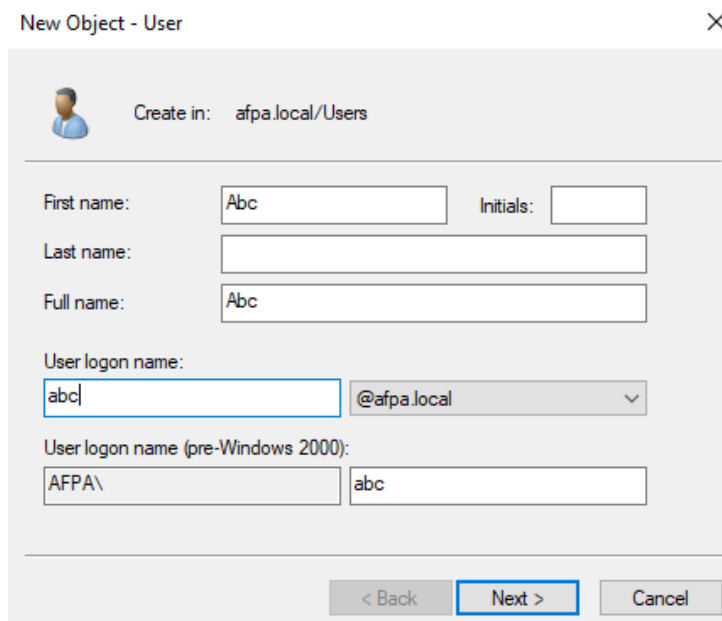 New Object - User
Create in: afpa.local/Users
First name: Abc Initials:
Last name:
Full name: Abc
User logon name:
abc @afpa.local
User logon name (pre-Windows 2000):
AFPA\ abc
< Back Next > Cancel